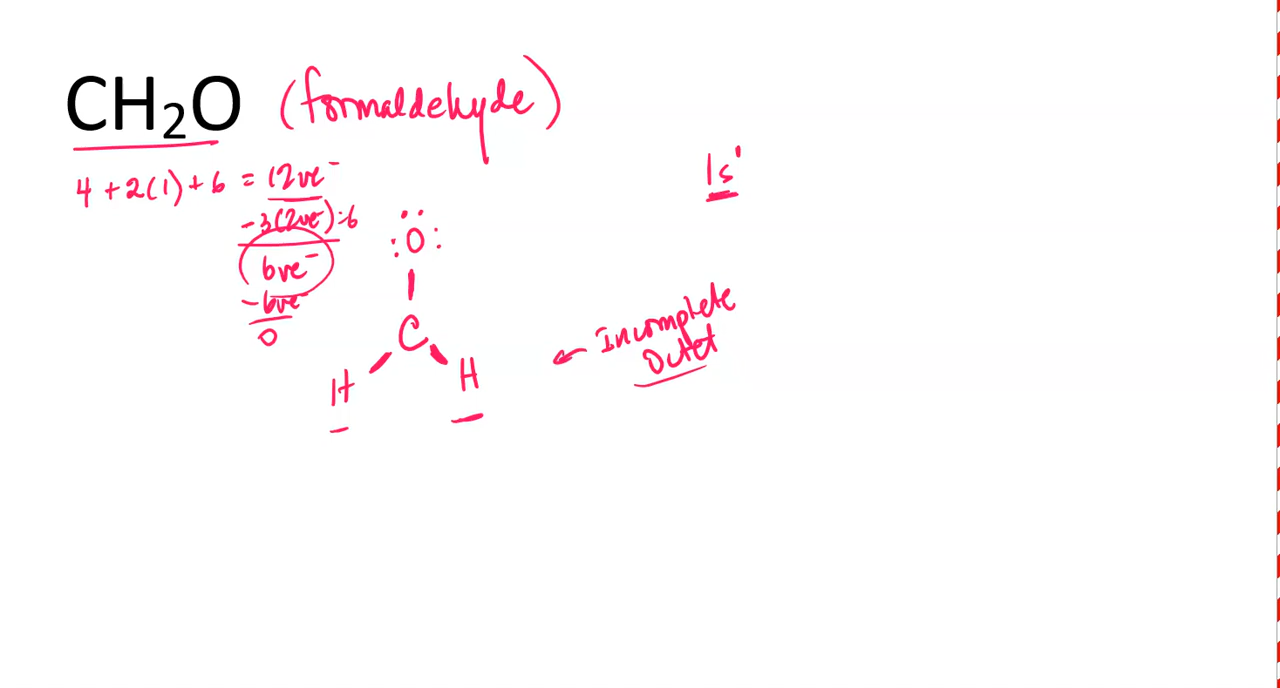 CH₂O (formaldehyde)
4 + 2(1) + 6 = 12ve⁻
-3(2ve⁻) = 6
6ve⁻
-6ve⁻
0
1s¹
:O:
C
H H
← Incomplete
Octet